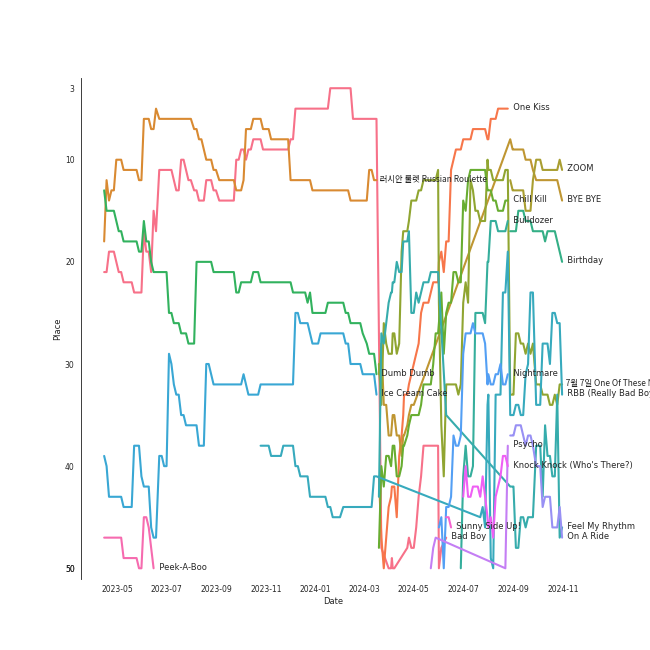 3
10
20
30
40
50
Place
One Kiss
ZOOM
러시안 룰렛 Russian Roulette
Chill Kill
BYE BYE
Bulldozer
Birthday
Dumb Dumb
Nightmare
7월 7일 One Of These N
Ice Cream Cake
RBB (Really Bad Boy
Psycho
Knock Knock (Who's There?)
Sunny Side Up!
Feel My Rhythm
Bad Boy
On A Ride
Peek-A-Boo
2023-05
2023-07
2023-09
2023-11
2024-01
2024-03
2024-05
2024-07
2024-09
2024-11
Date